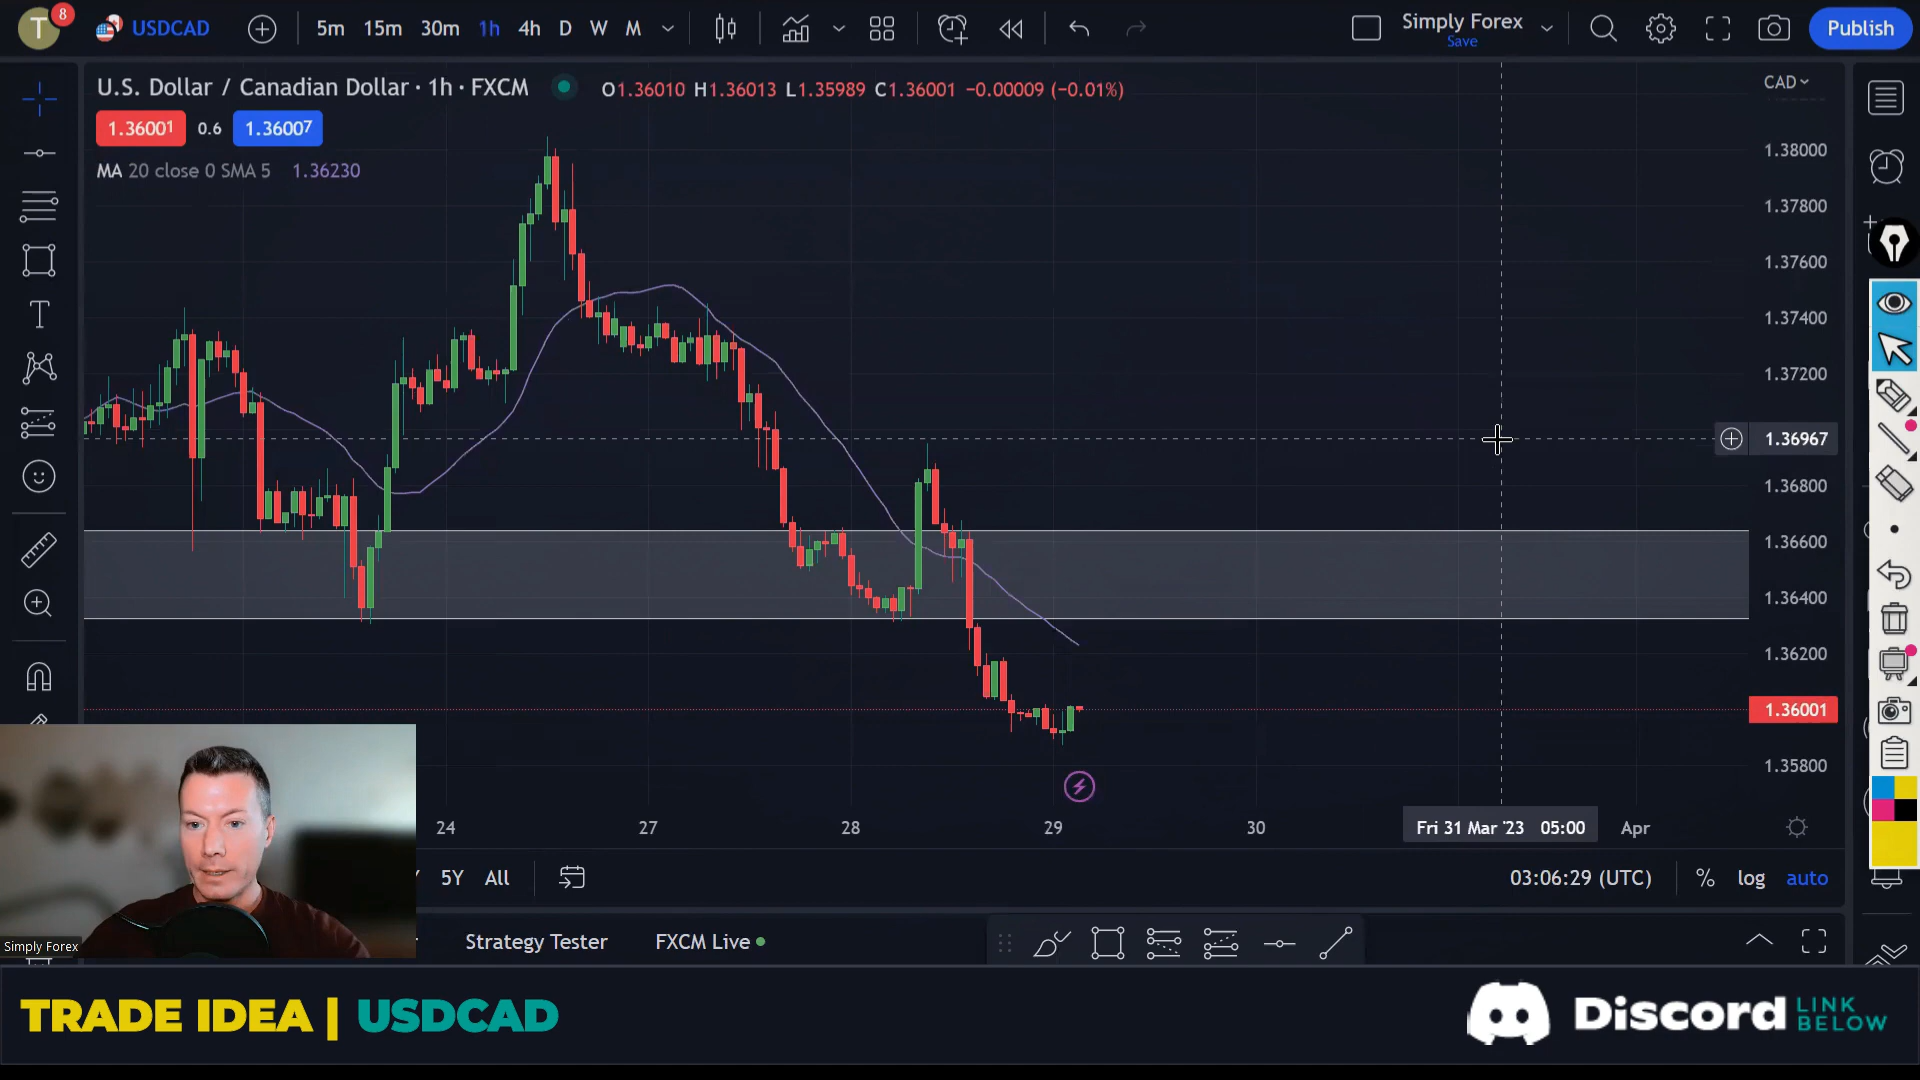 T
8
USDCAD
5m 15m 30m 1h 4h D W M
Simply Forex
Save
Publish
U.S. Dollar / Canadian Dollar · 1h · FXCM
O1.36010 H1.36013 L1.35989 C1.36001 −0.00009 (−0.01%)
CAD
1.36001
0.6
1.36007
MA 20 close 0 SMA 5 1.36230
1.38000
1.37800
1.37600
1.37400
1.37200
1.36967
1.36800
1.36600
1.36400
1.36200
1.36001
1.35800
24 27 28 29 30 Fri 31 Mar '23 05:00 Apr
5Y All
03:06:29 (UTC) % log auto
Strategy Tester FXCM Live
Simply Forex
TRADE IDEA | USDCAD
Discord LINK BELOW